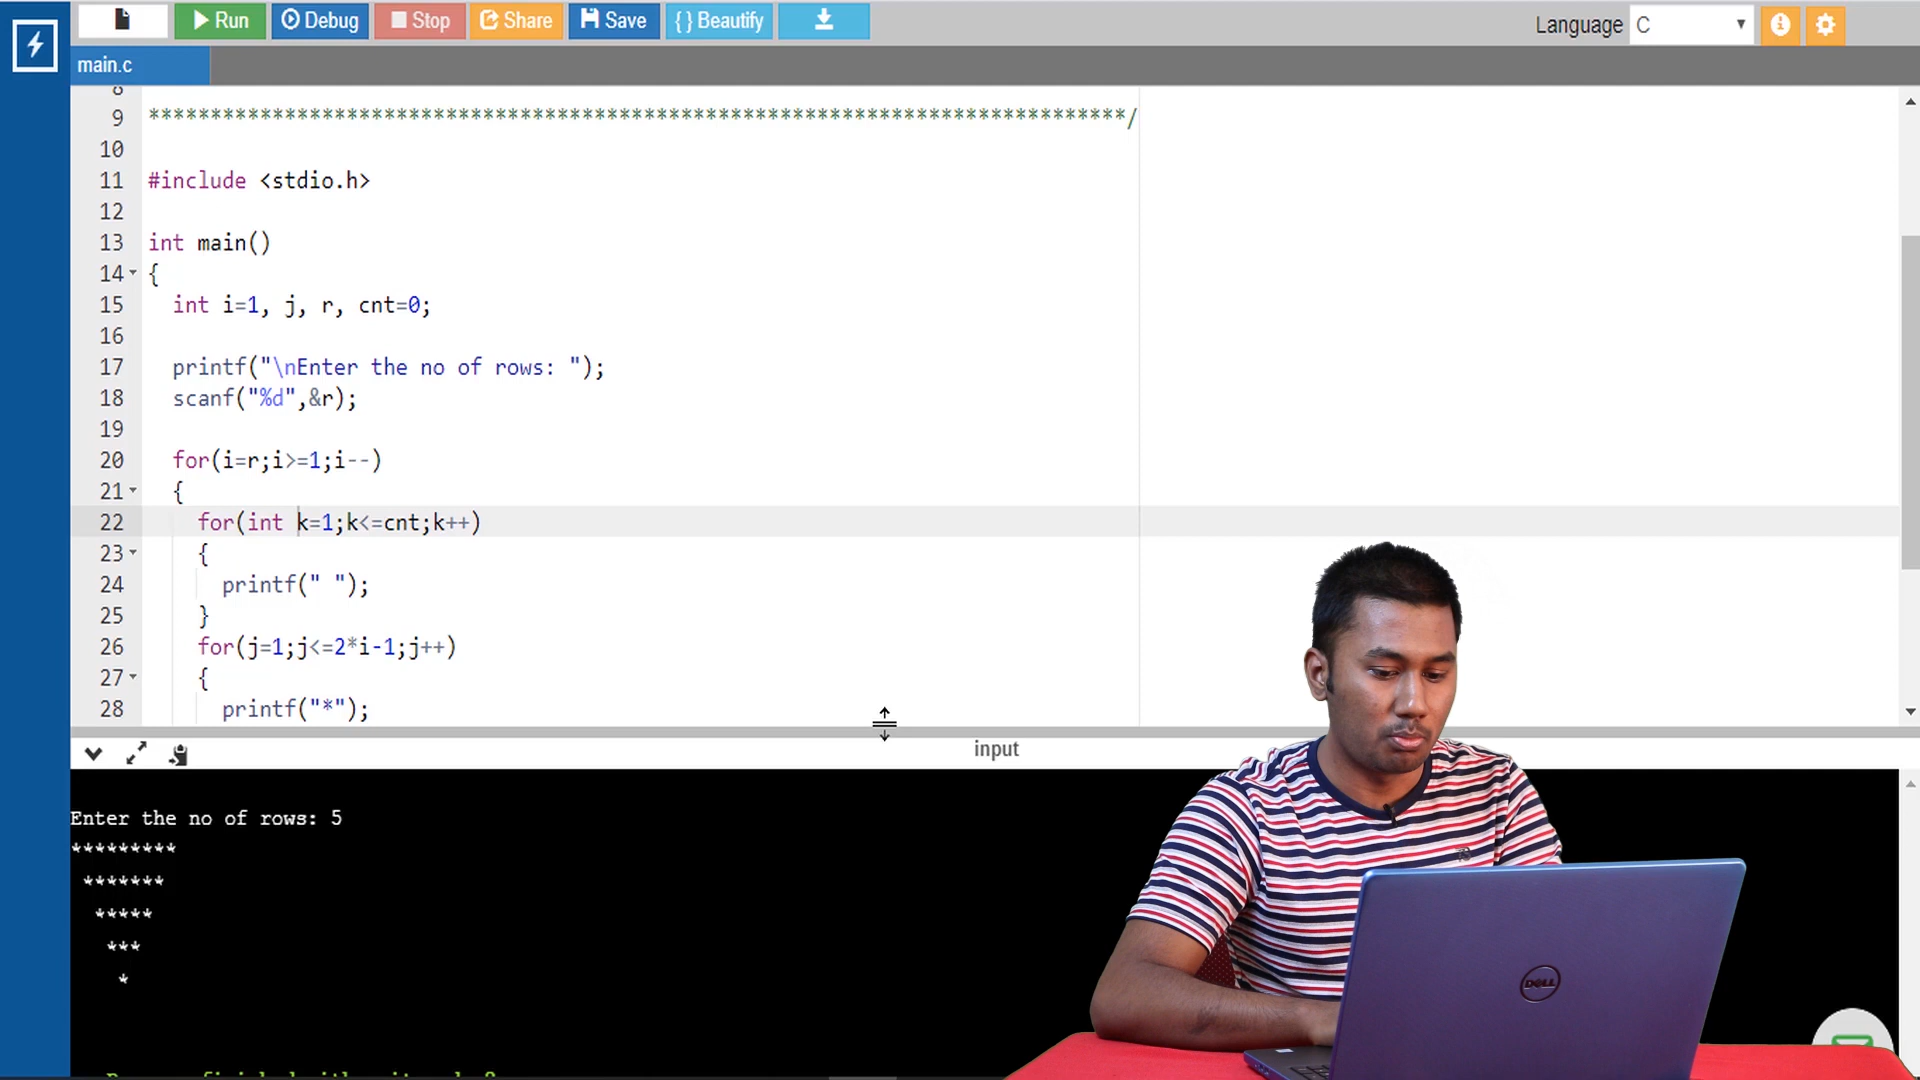 Run Debug Stop Share Save {} Beautify Language C
main.c
8
9 ********************************************************************************/
10
11 #include <stdio.h>
12
13 int main()
14 {
15 int i=1, j, r, cnt=0;
16
17 printf("\nEnter the no of rows: ");
18 scanf("%d",&r);
19
20 for(i=r;i>=1;i--)
21 {
22 for(int k=1;k<=cnt;k++)
23 {
24 printf(" ");
25 }
26 for(j=1;j<=2*i-1;j++)
27 {
28 printf("*");
input
Enter the no of rows: 5
*********
*******
*****
***
*
DELL